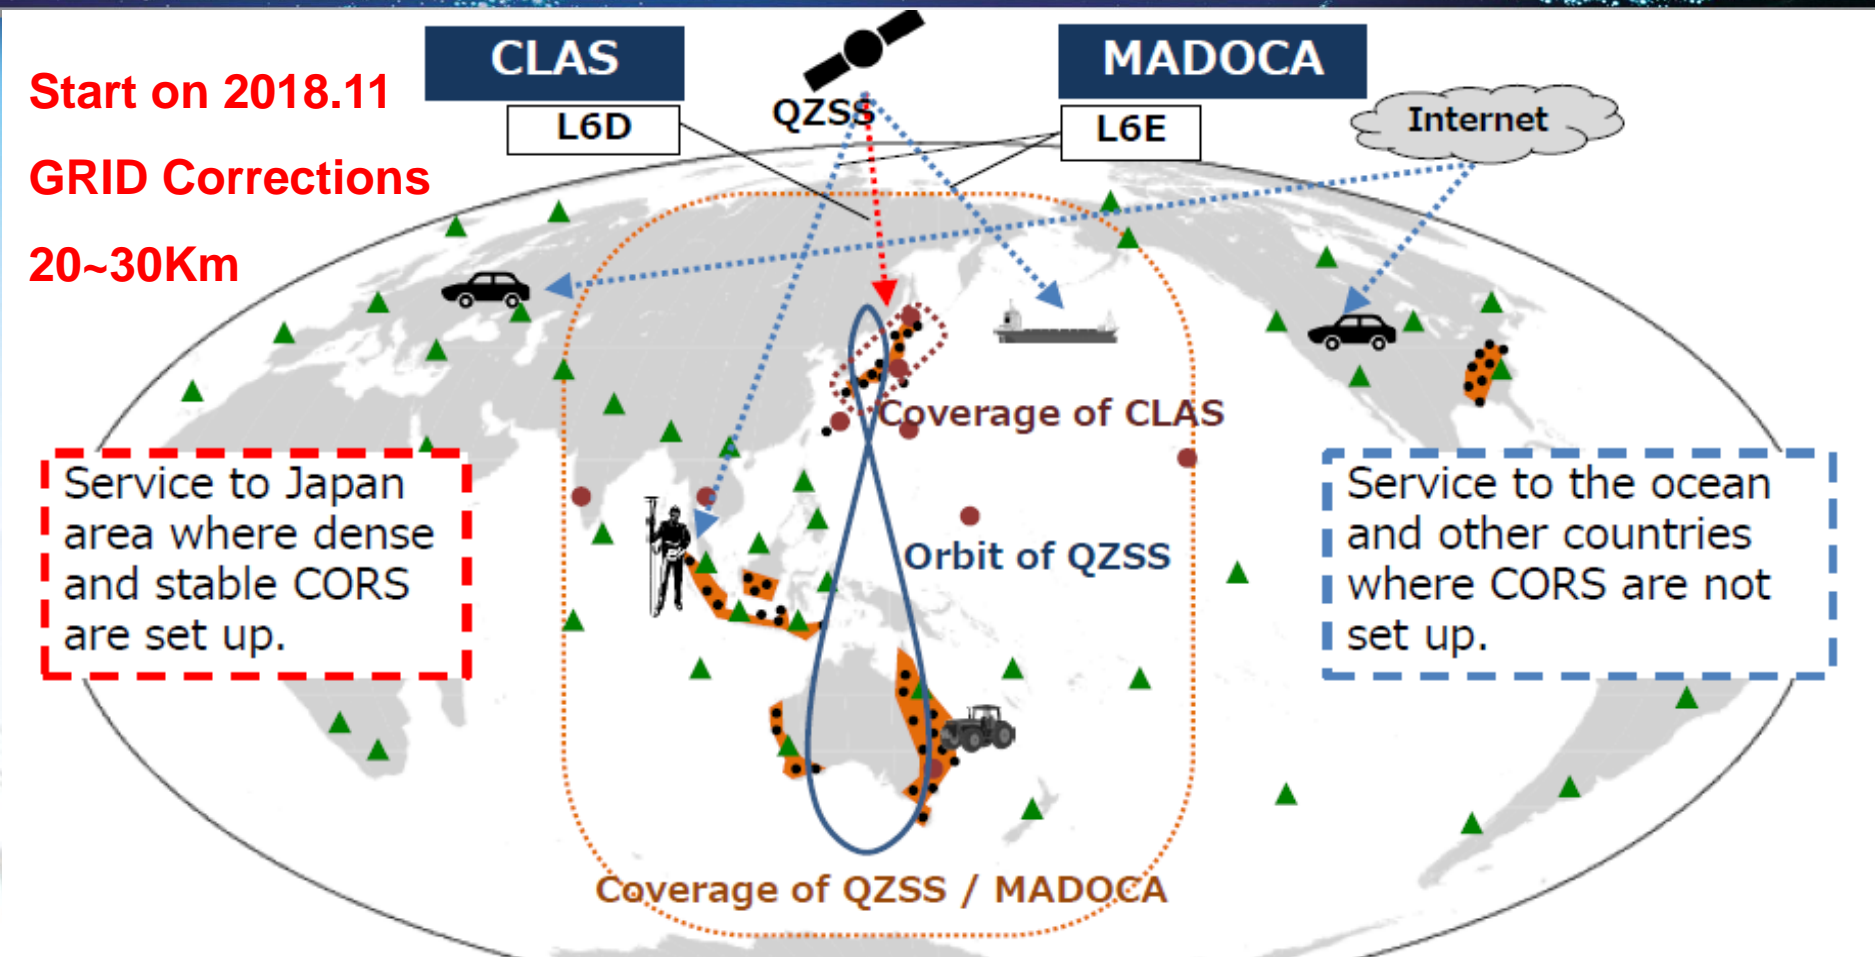 CLAS
MADOCA
Start on 2018.11
QZSS
L6D
L6E
Internet
GRID Corrections
20~30Km
Coverage of CLAS
Service to Japan
area where dense
and stable CORS
are set up.
Service to the ocean
and other countries
where CORS are not
set up.
Orbit of QZSS
Coverage of QZSS / MADOCA